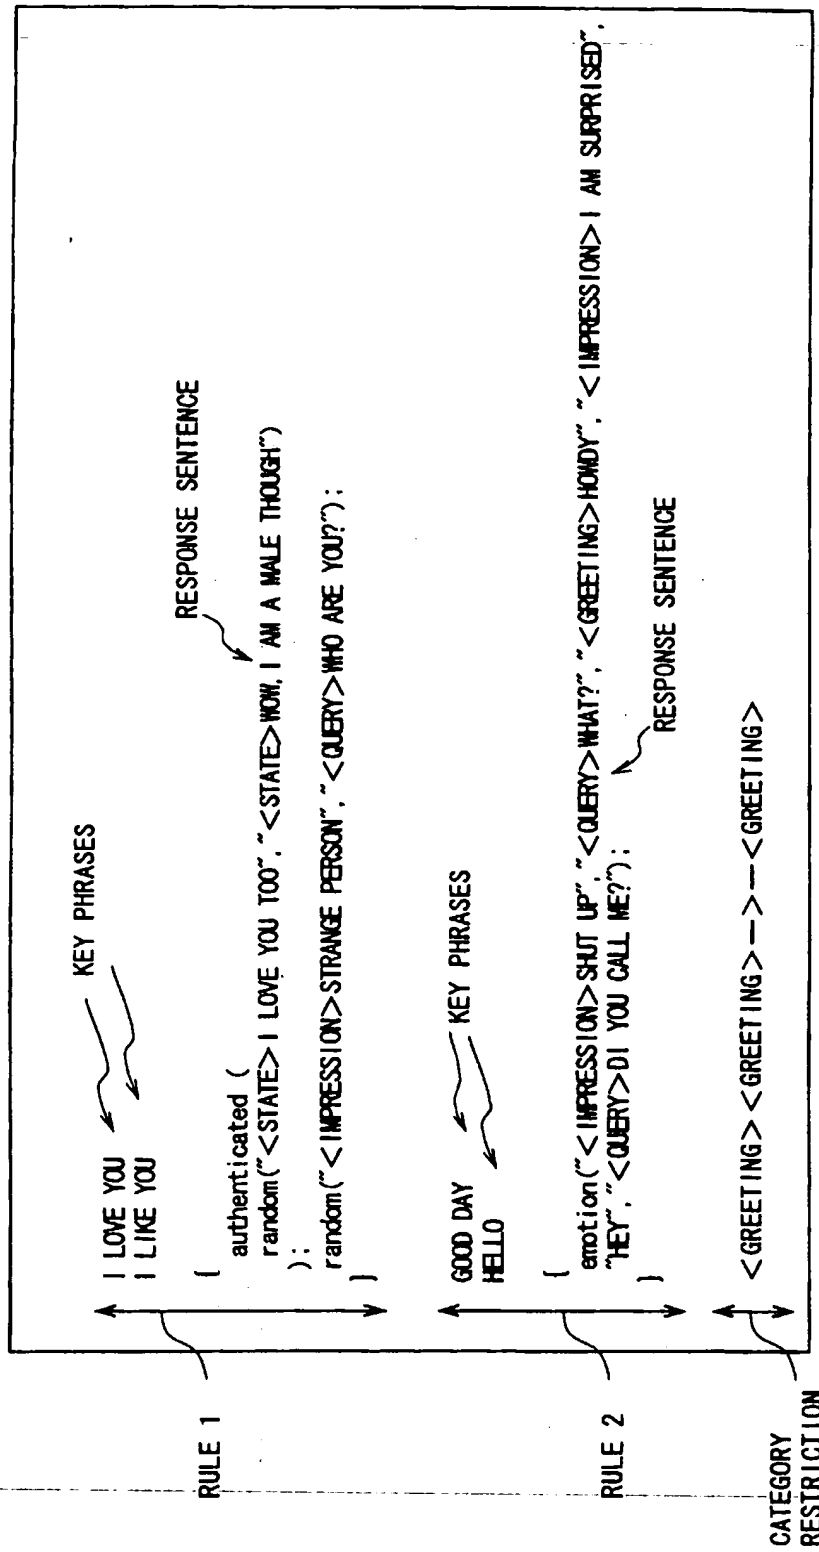 I LOVE YOU
I LIKE YOU
KEY PHRASES
{
authenticated (
random("<STATE>I LOVE YOU TOO", "<STATE>WOW, I AM A MALE THOUGH")
);
random("<IMPRESSION>STRANGE PERSON", "<QUERY>WHO ARE YOU?");
}
RESPONSE SENTENCE
RULE 1
GOOD DAY
HELLO
KEY PHRASES
{
emotion("<IMPRESSION>SHUT UP", "<QUERY>WHAT?", "<GREETING>HOWDY", "<IMPRESSION>I AM SURPRISED",
"HEY", "<QUERY>DI YOU CALL ME?");
}
RESPONSE SENTENCE
RULE 2
<GREETING><GREETING>—>—<GREETING>
CATEGORY
RESTRICTION